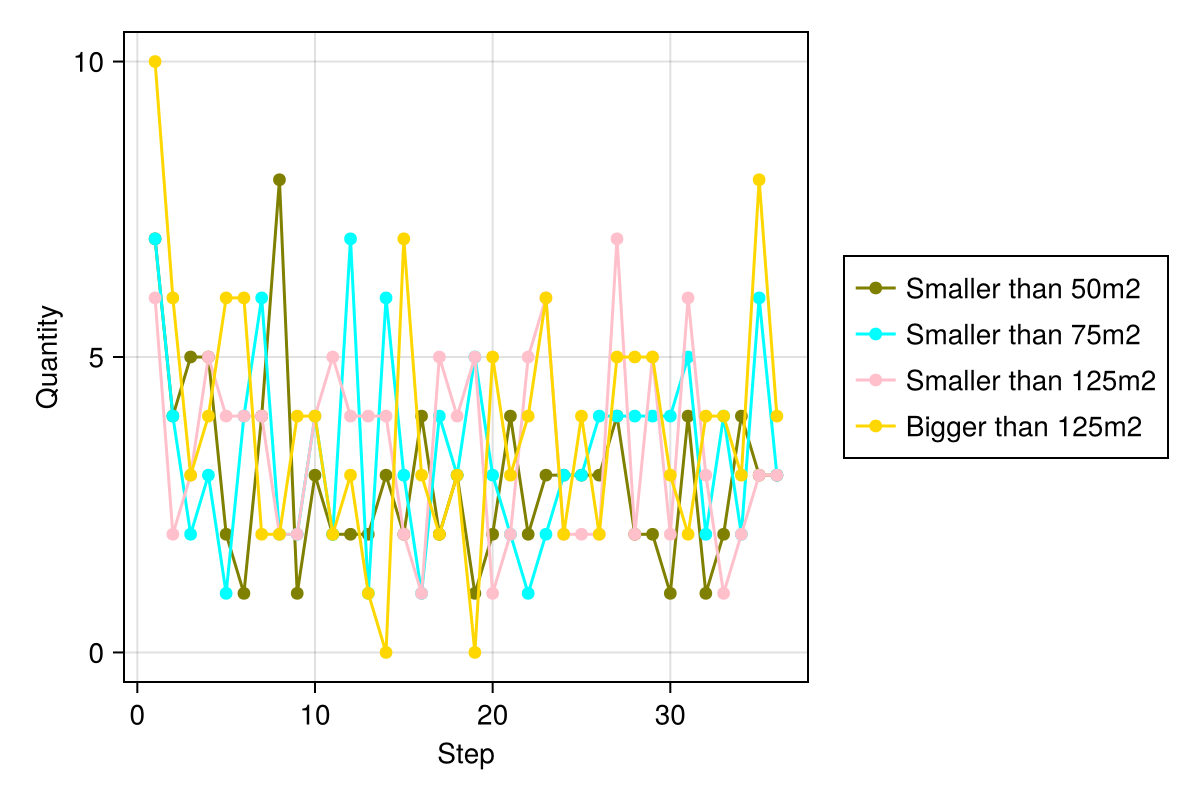 10
5
0
Quantity
0 10 20 30
Step
Smaller than 50m2
Smaller than 75m2
Smaller than 125m2
Bigger than 125m2